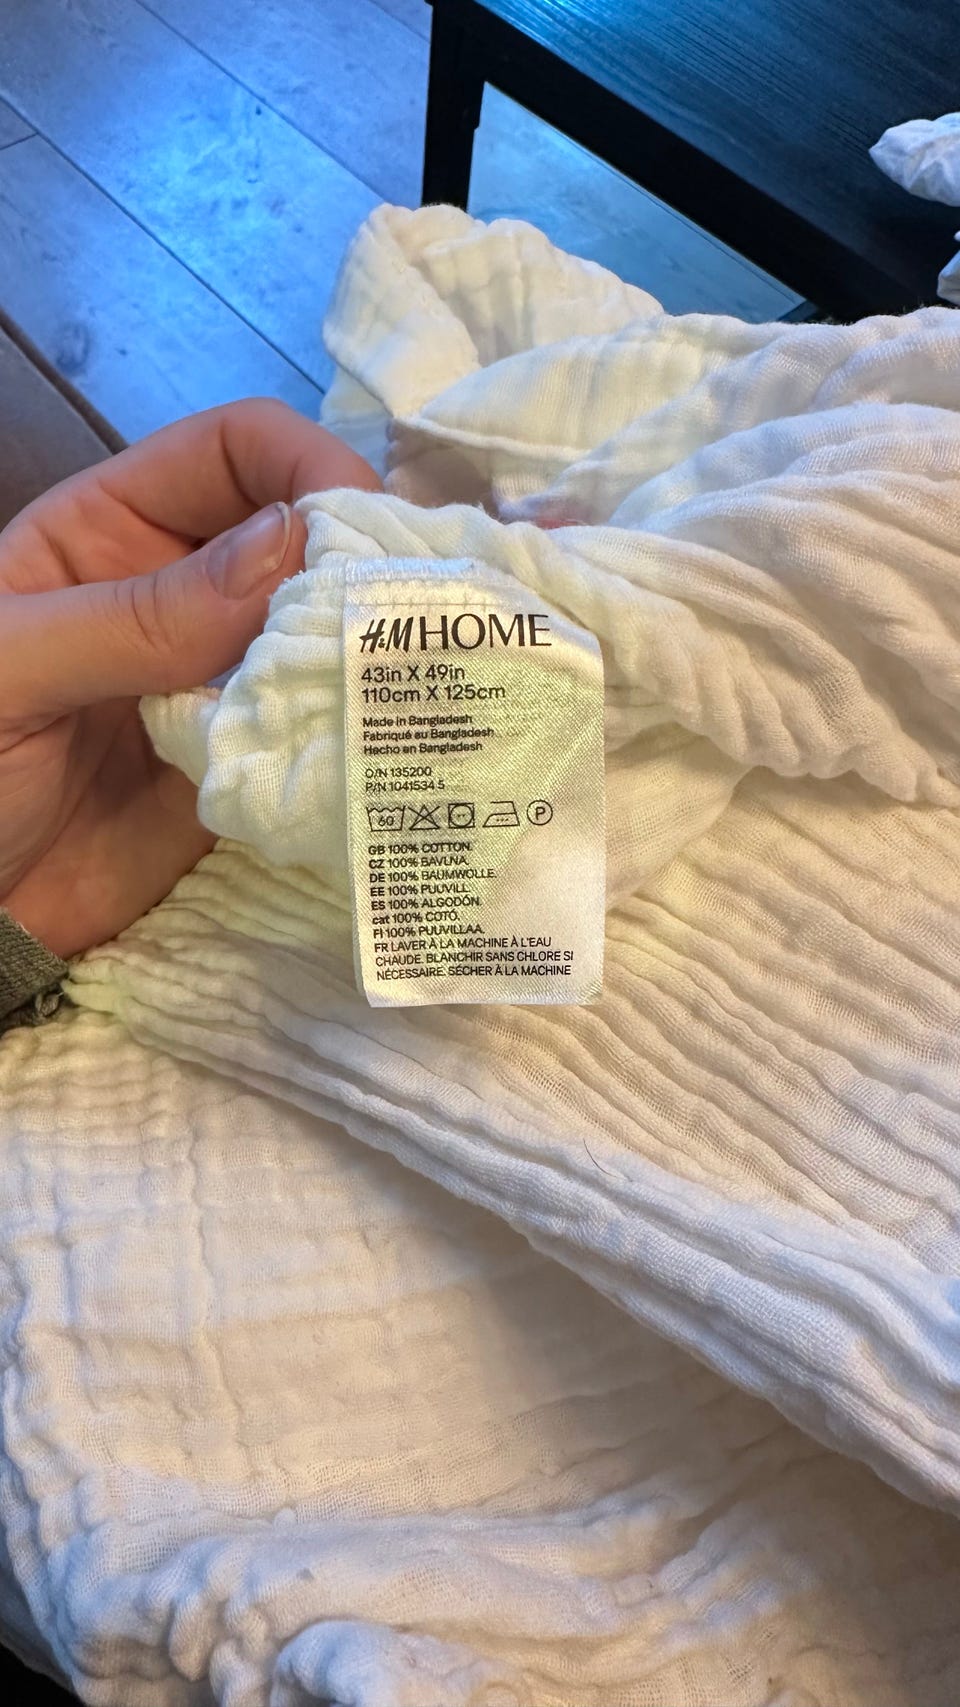 H&M HOME
43in X 49in
110cm X 125cm
Made in Bangladesh
Fabriqué au Bangladesh
Hecho en Bangladesh
O/N 135200
P/N 1041534 5
60 P
GB 100% COTTON.
CZ 100% BAVLNA.
DE 100% BAUMWOLLE.
EE 100% PUUVILL.
ES 100% ALGODÓN.
cat 100% COTÓ.
FI 100% PUUVILLAA.
FR LAVER À LA MACHINE À L'EAU
CHAUDE. BLANCHIR SANS CHLORE SI
NÉCESSAIRE. SÉCHER À LA MACHINE